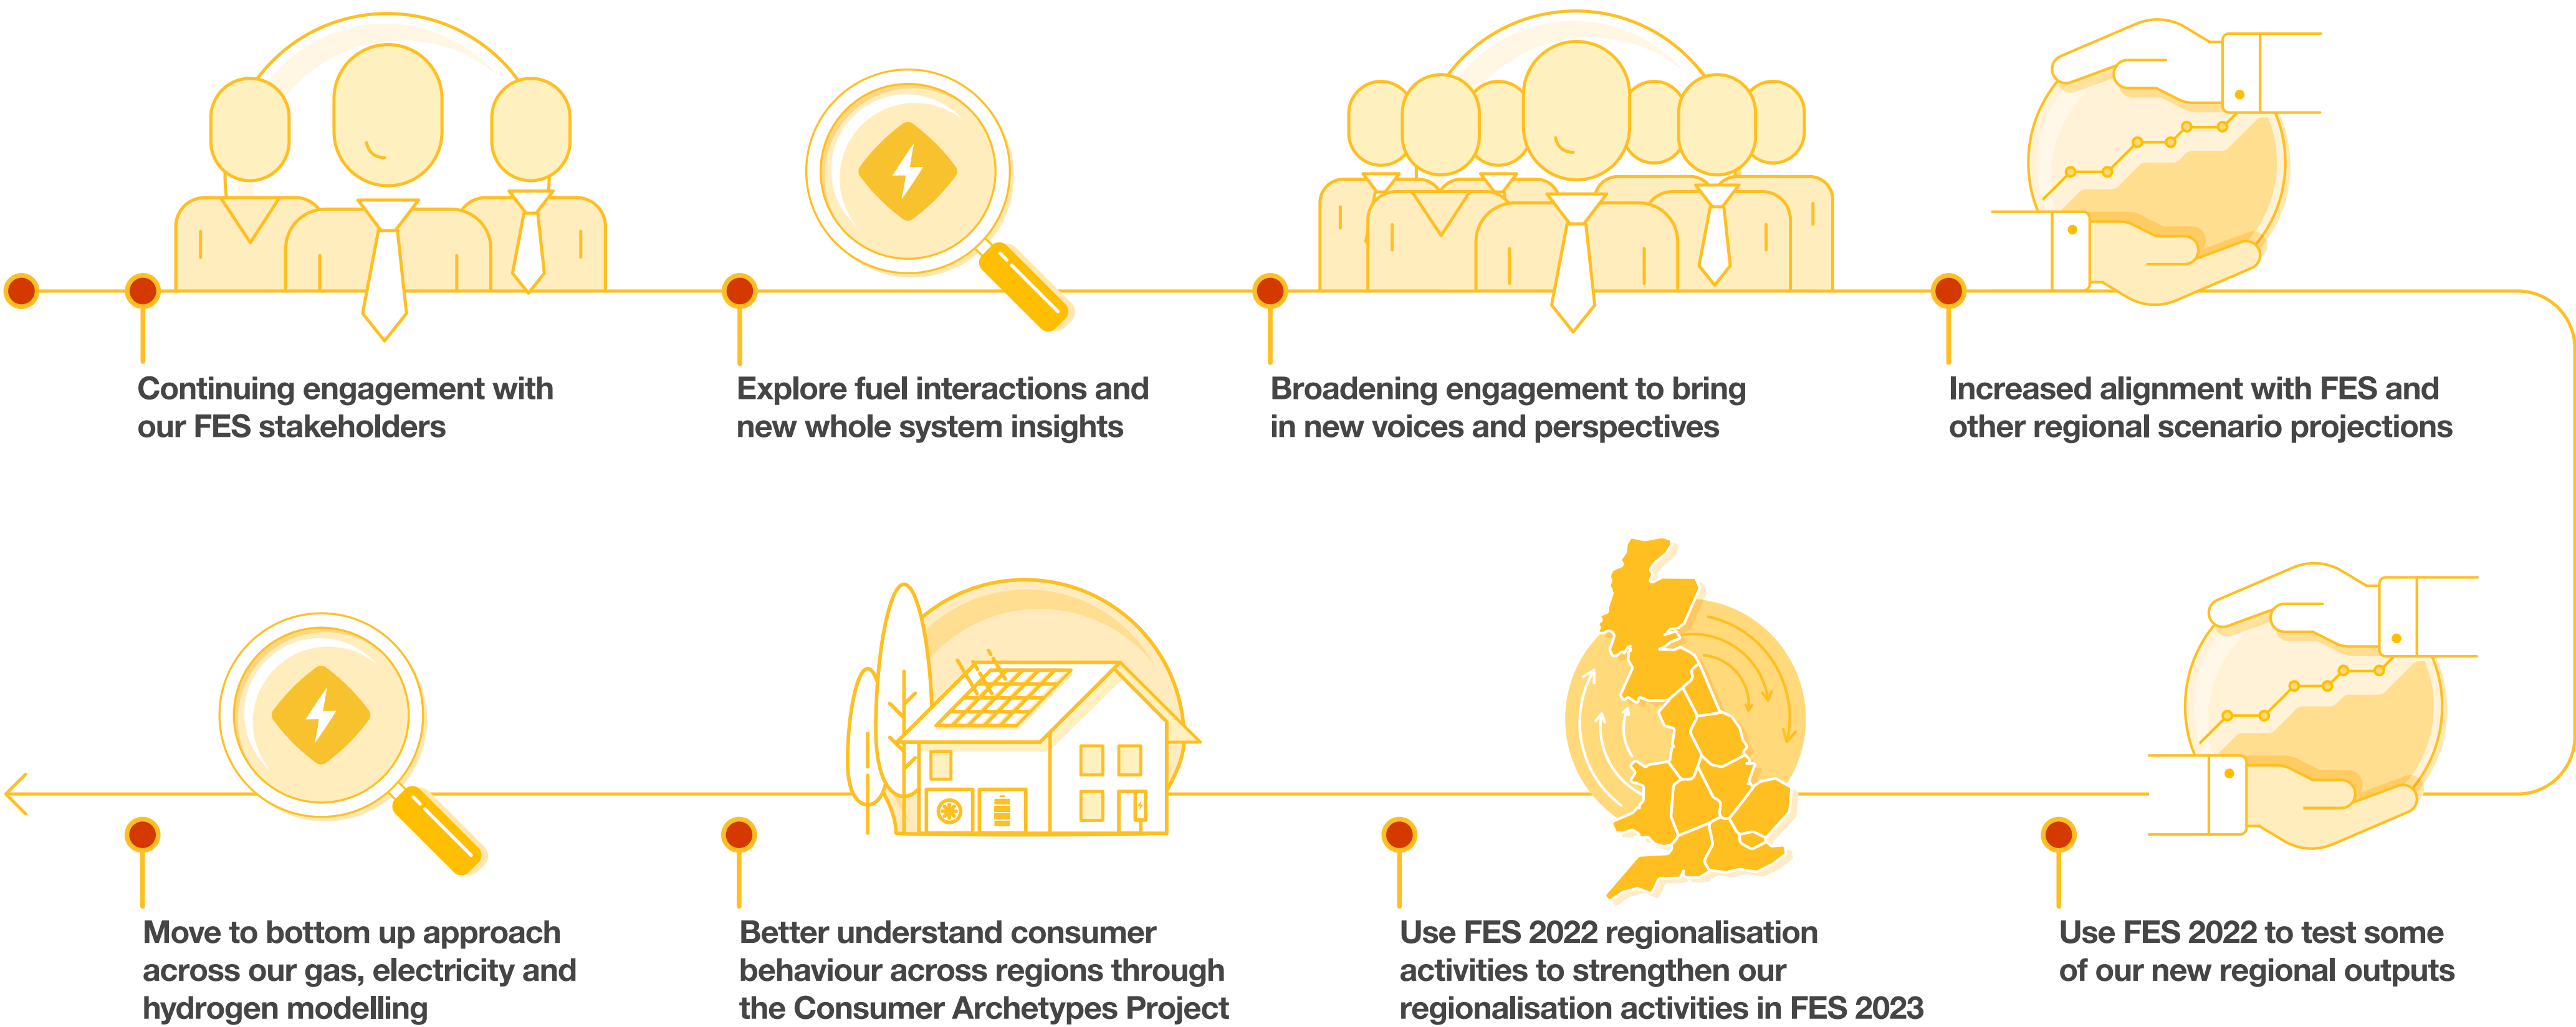 Continuing engagement with
our FES stakeholders
Explore fuel interactions and
new whole system insights
Broadening engagement to bring
in new voices and perspectives
Increased alignment with FES and
other regional scenario projections
Use FES 2022 to test some
of our new regional outputs
Use FES 2022 regionalisation
activities to strengthen our
regionalisation activities in FES 2023
Better understand consumer
behaviour across regions through
the Consumer Archetypes Project
Move to bottom up approach
across our gas, electricity and
hydrogen modelling